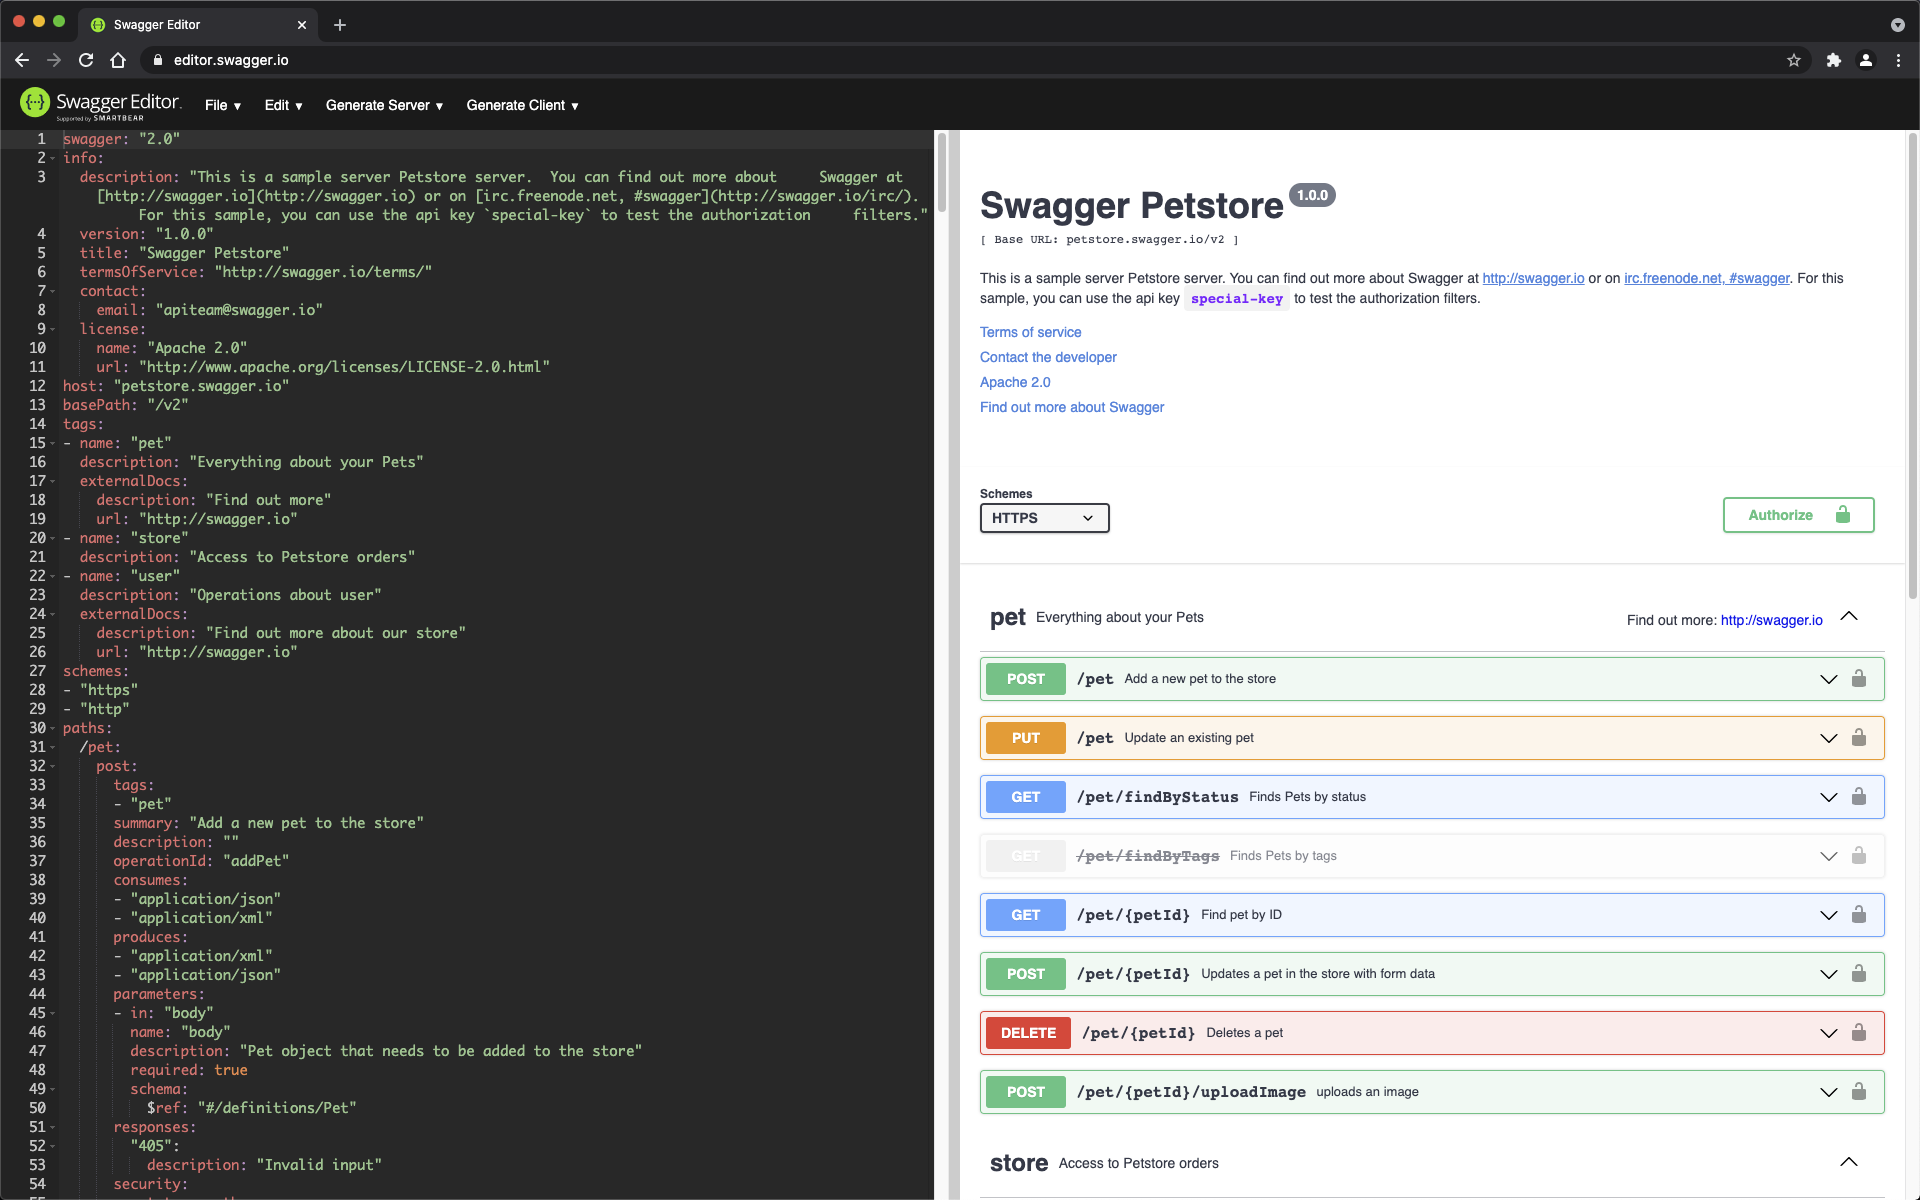 Swagger Editor
editor.swagger.io
Swagger Editor.
Supported by SMARTBEAR
File ▾ Edit ▾ Generate Server ▾ Generate Client ▾
1 swagger: "2.0"
2 info:
3 description: "This is a sample server Petstore server.  You can find out more about     Swagger at
[http://swagger.io](http://swagger.io) or on [irc.freenode.net, #swagger](http://swagger.io/irc/).
For this sample, you can use the api key `special-key` to test the authorization     filters."
4 version: "1.0.0"
5 title: "Swagger Petstore"
6 termsOfService: "http://swagger.io/terms/"
7 contact:
8 email: "apiteam@swagger.io"
9 license:
10 name: "Apache 2.0"
11 url: "http://www.apache.org/licenses/LICENSE-2.0.html"
12 host: "petstore.swagger.io"
13 basePath: "/v2"
14 tags:
15 - name: "pet"
16 description: "Everything about your Pets"
17 externalDocs:
18 description: "Find out more"
19 url: "http://swagger.io"
20 - name: "store"
21 description: "Access to Petstore orders"
22 - name: "user"
23 description: "Operations about user"
24 externalDocs:
25 description: "Find out more about our store"
26 url: "http://swagger.io"
27 schemes:
28 - "https"
29 - "http"
30 paths:
31 /pet:
32 post:
33 tags:
34 - "pet"
35 summary: "Add a new pet to the store"
36 description: ""
37 operationId: "addPet"
38 consumes:
39 - "application/json"
40 - "application/xml"
41 produces:
42 - "application/xml"
43 - "application/json"
44 parameters:
45 - in: "body"
46 name: "body"
47 description: "Pet object that needs to be added to the store"
48 required: true
49 schema:
50 $ref: "#/definitions/Pet"
51 responses:
52 "405":
53 description: "Invalid input"
54 security:
Swagger Petstore 1.0.0
[ Base URL: petstore.swagger.io/v2 ]
This is a sample server Petstore server. You can find out more about Swagger at http://swagger.io or on irc.freenode.net, #swagger. For this
sample, you can use the api key special-key to test the authorization filters.
Terms of service
Contact the developer
Apache 2.0
Find out more about Swagger
Schemes
HTTPS
Authorize
pet Everything about your Pets Find out more: http://swagger.io
POST /pet Add a new pet to the store
PUT /pet Update an existing pet
GET /pet/findByStatus Finds Pets by status
GET /pet/findByTags Finds Pets by tags
GET /pet/{petId} Find pet by ID
POST /pet/{petId} Updates a pet in the store with form data
DELETE /pet/{petId} Deletes a pet
POST /pet/{petId}/uploadImage uploads an image
store Access to Petstore orders